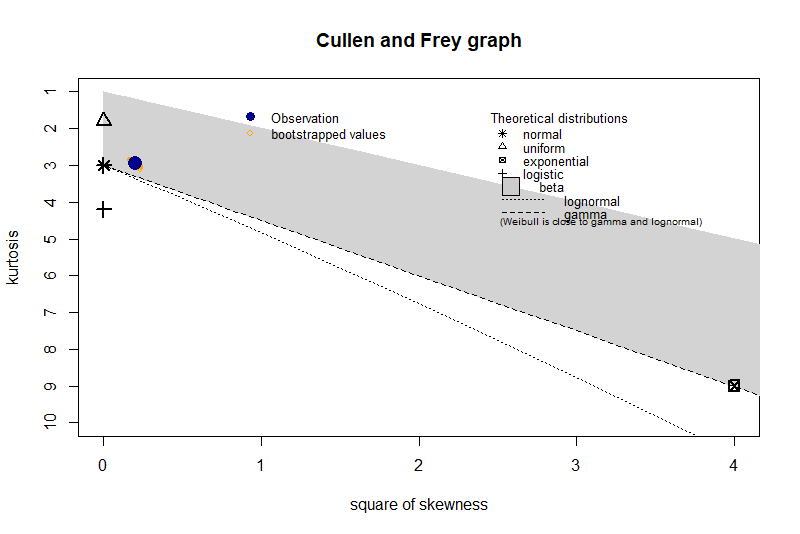 Cullen and Frey graph
kurtosis
1
2
3
4
5
6
7
8
9
10
Observation
bootstrapped values
Theoretical distributions
normal
uniform
exponential
logistic
beta
lognormal
gamma
(Weibull is close to gamma and lognormal)
0 1 2 3 4
square of skewness